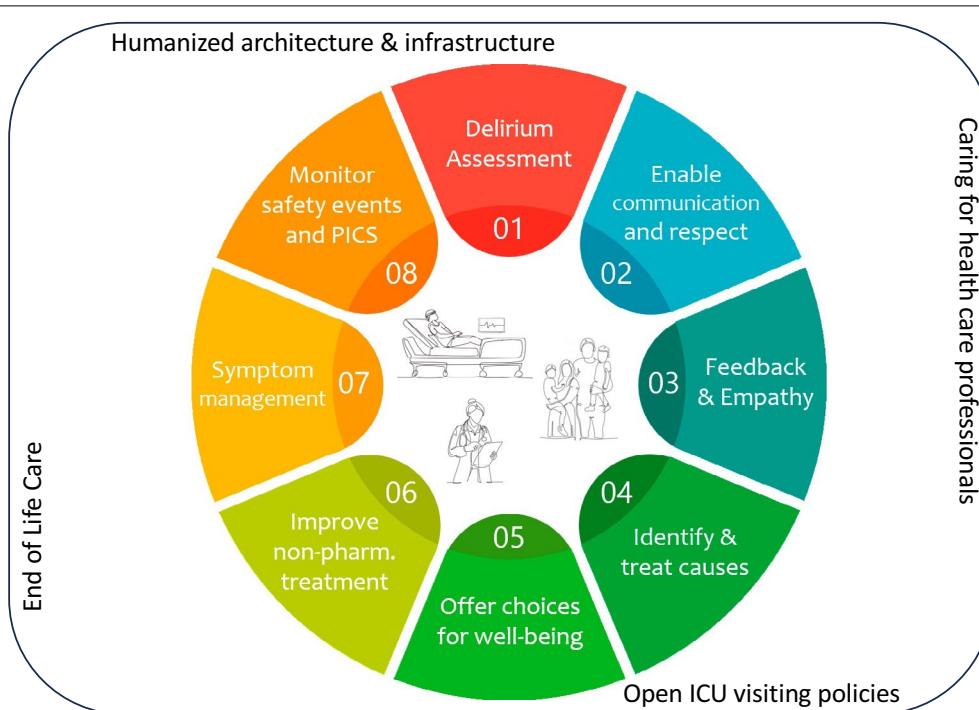 Humanized architecture & infrastructure
Delirium
Assessment
01
Enable
communication
and respect
02
Feedback
& Empathy
03
Identify &
treat causes
04
Offer choices
for well-being
05
Improve
non-pharm.
treatment
06
Symptom
management
07
Monitor
safety events
and PICS
08
Caring for health care professionals
Open ICU visiting policies
End of Life Care